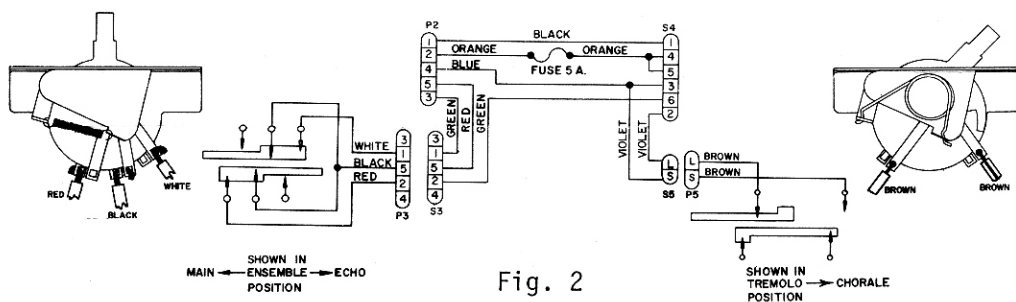 P2
1
2
4
5
3
BLACK
ORANGE
ORANGE
FUSE 5 A.
BLUE
GREEN
RED
GREEN
S4
1
4
5
3
6
2
VIOLET
VIOLET
L
S
S5
L
S
P5
BROWN
BROWN
BROWN
BROWN
RED
BLACK
WHITE
WHITE
BLACK
RED
3
1
5
2
4
P3
3
1
5
2
4
S3
SHOWN IN
MAIN ENSEMBLE ECHO
POSITION
Fig. 2
SHOWN IN
TREMOLO CHORALE
POSITION